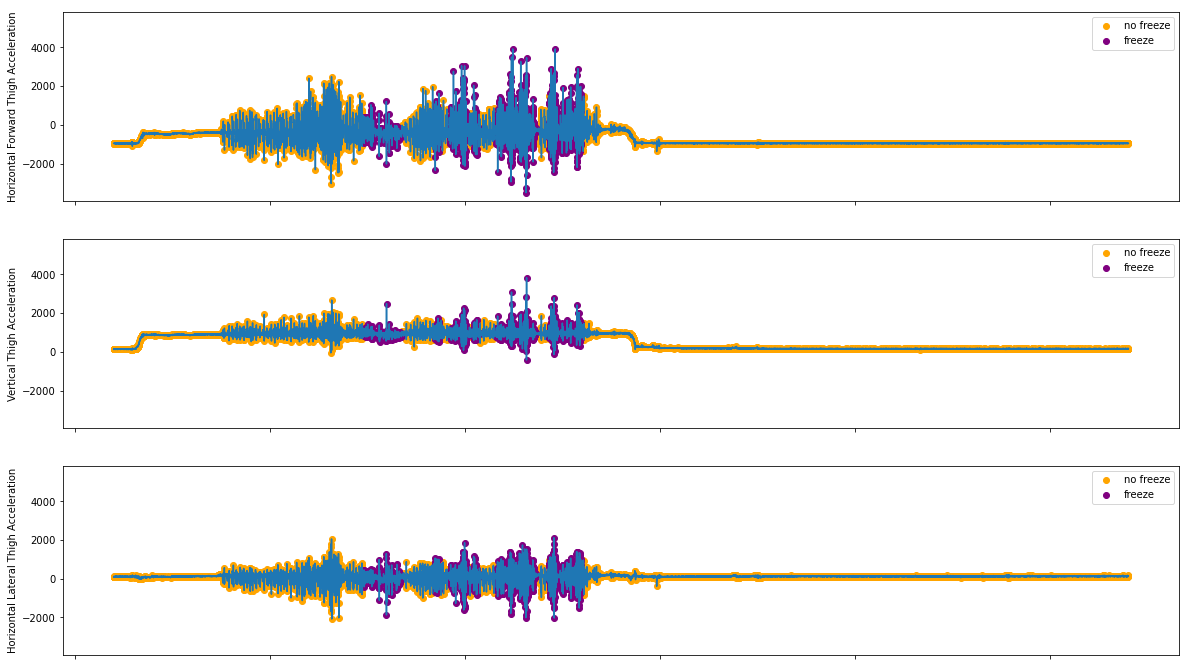 Horizontal Forward Thigh Acceleration
4000
2000
0
−2000
no freeze
freeze
Vertical Thigh Acceleration
4000
2000
0
−2000
no freeze
freeze
Horizontal Lateral Thigh Acceleration
4000
2000
0
−2000
no freeze
freeze